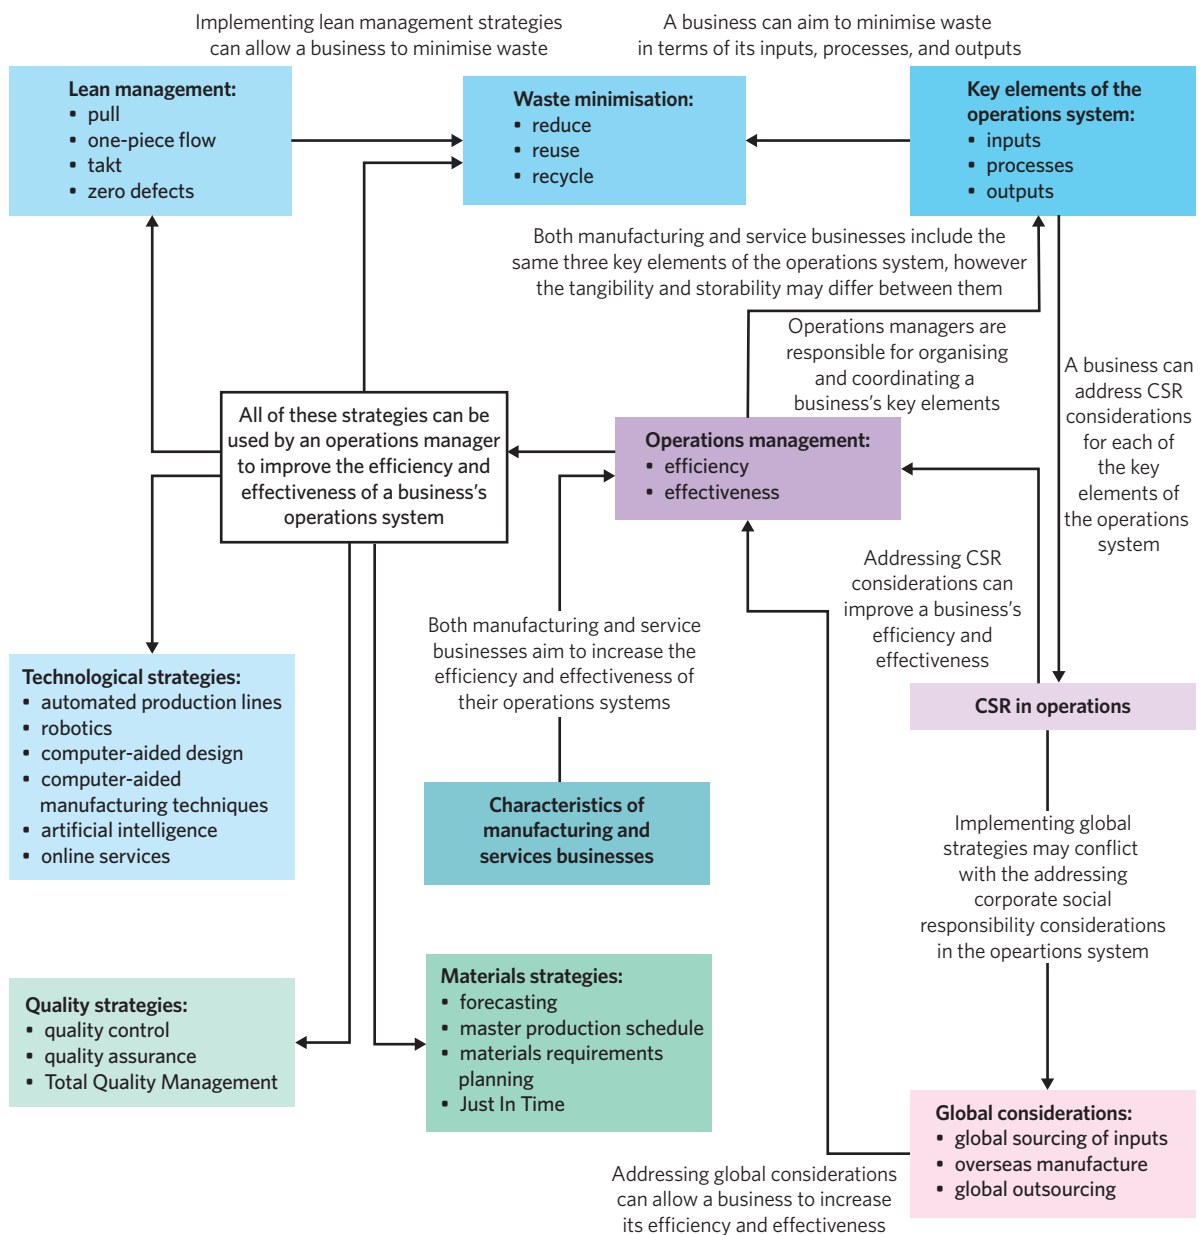 Implementing lean management strategies
can allow a business to minimise waste
A business can aim to minimise waste
in terms of its inputs, processes, and outputs
Lean management:
▪ pull
▪ one-piece flow
▪ takt
▪ zero defects
Waste minimisation:
▪ reduce
▪ reuse
▪ recycle
Key elements of the
operations system:
▪ inputs
▪ processes
▪ outputs
Both manufacturing and service businesses include the
same three key elements of the operations system, however
the tangibility and storability may differ between them
Operations managers are
responsible for organising
and coordinating a
business's key elements
A business can
address CSR
considerations
for each of
the key
elements of
the operations
system
All of these strategies can be
used by an operations manager
to improve the efficiency and
effectiveness of a business's
operations system
Operations management:
▪ efficiency
▪ effectiveness
Addressing CSR
considerations can
improve a business's
efficiency and
effectiveness
Both manufacturing and service
businesses aim to increase the
efficiency and effectiveness of
their operations systems
Technological strategies:
▪ automated production lines
▪ robotics
▪ computer-aided design
▪ computer-aided
manufacturing techniques
▪ artificial intelligence
▪ online services
CSR in operations
Characteristics of
manufacturing and
services businesses
Implementing global
strategies may conflict
with the addressing
corporate social
responsibility considerations
in the opeartions system
Quality strategies:
▪ quality control
▪ quality assurance
▪ Total Quality Management
Materials strategies:
▪ forecasting
▪ master production schedule
▪ materials requirements
planning
▪ Just In Time
Global considerations:
▪ global sourcing of inputs
▪ overseas manufacture
▪ global outsourcing
Addressing global considerations
can allow a business to increase
its efficiency and effectiveness